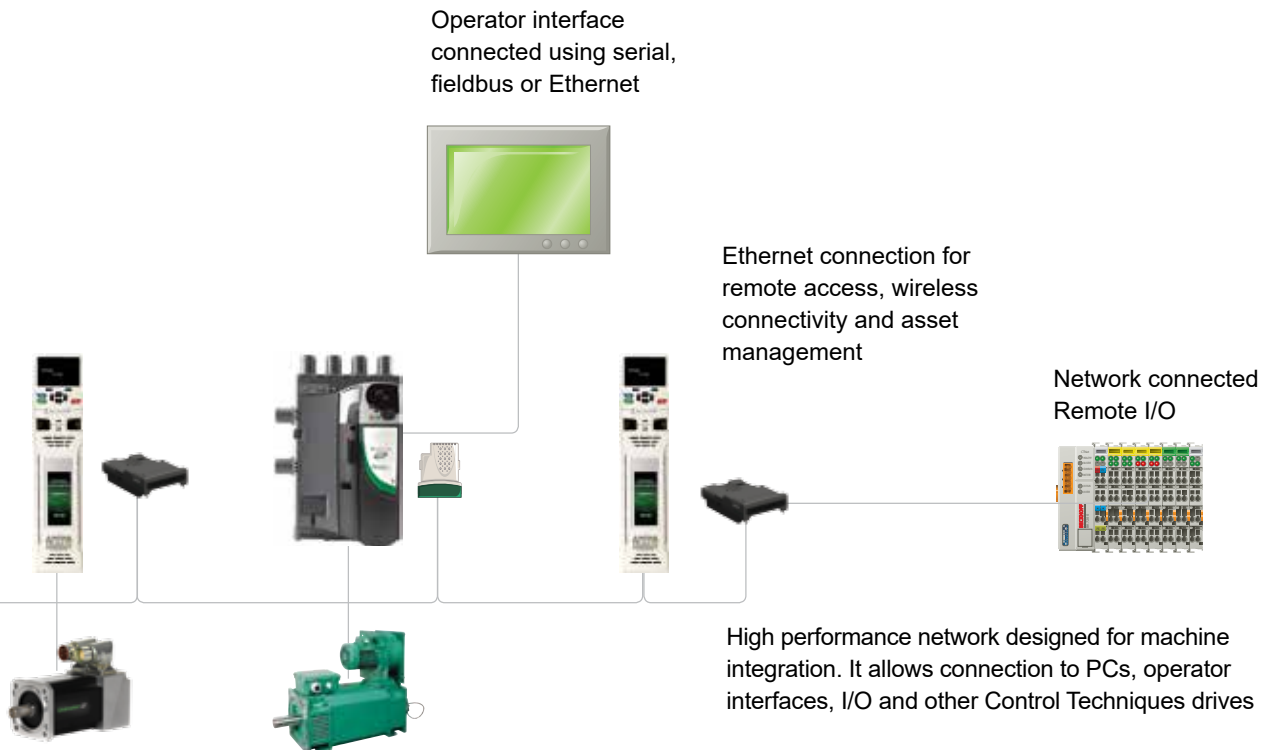 Operator interface
connected using serial,
fieldbus or Ethernet
Ethernet connection for
remote access, wireless
connectivity and asset
management
Network connected
Remote I/O
High performance network designed for machine
integration. It allows connection to PCs, operator
interfaces, I/O and other Control Techniques drives